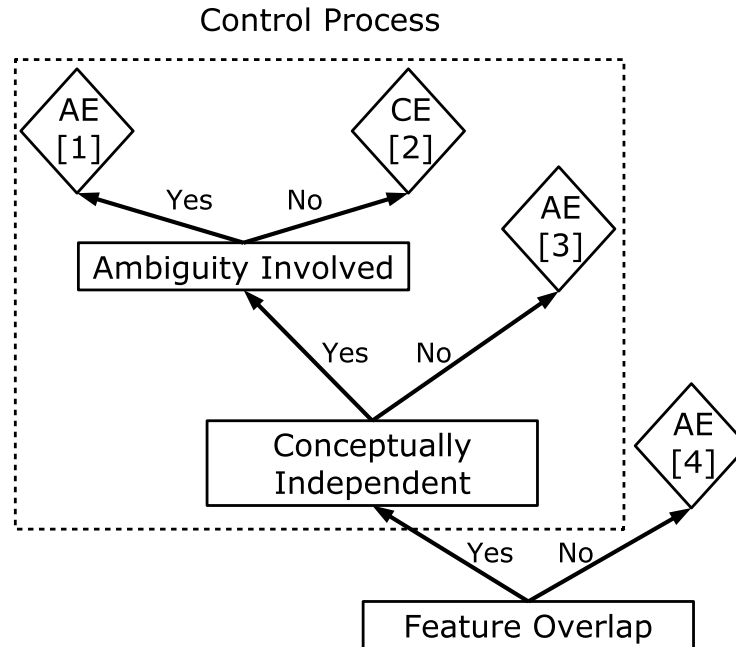 Control Process
AE
[1]
CE
[2]
Yes
No
AE
[3]
Ambiguity Involved
Yes
No
Conceptually
Independent
AE
[4]
Yes
No
Feature Overlap